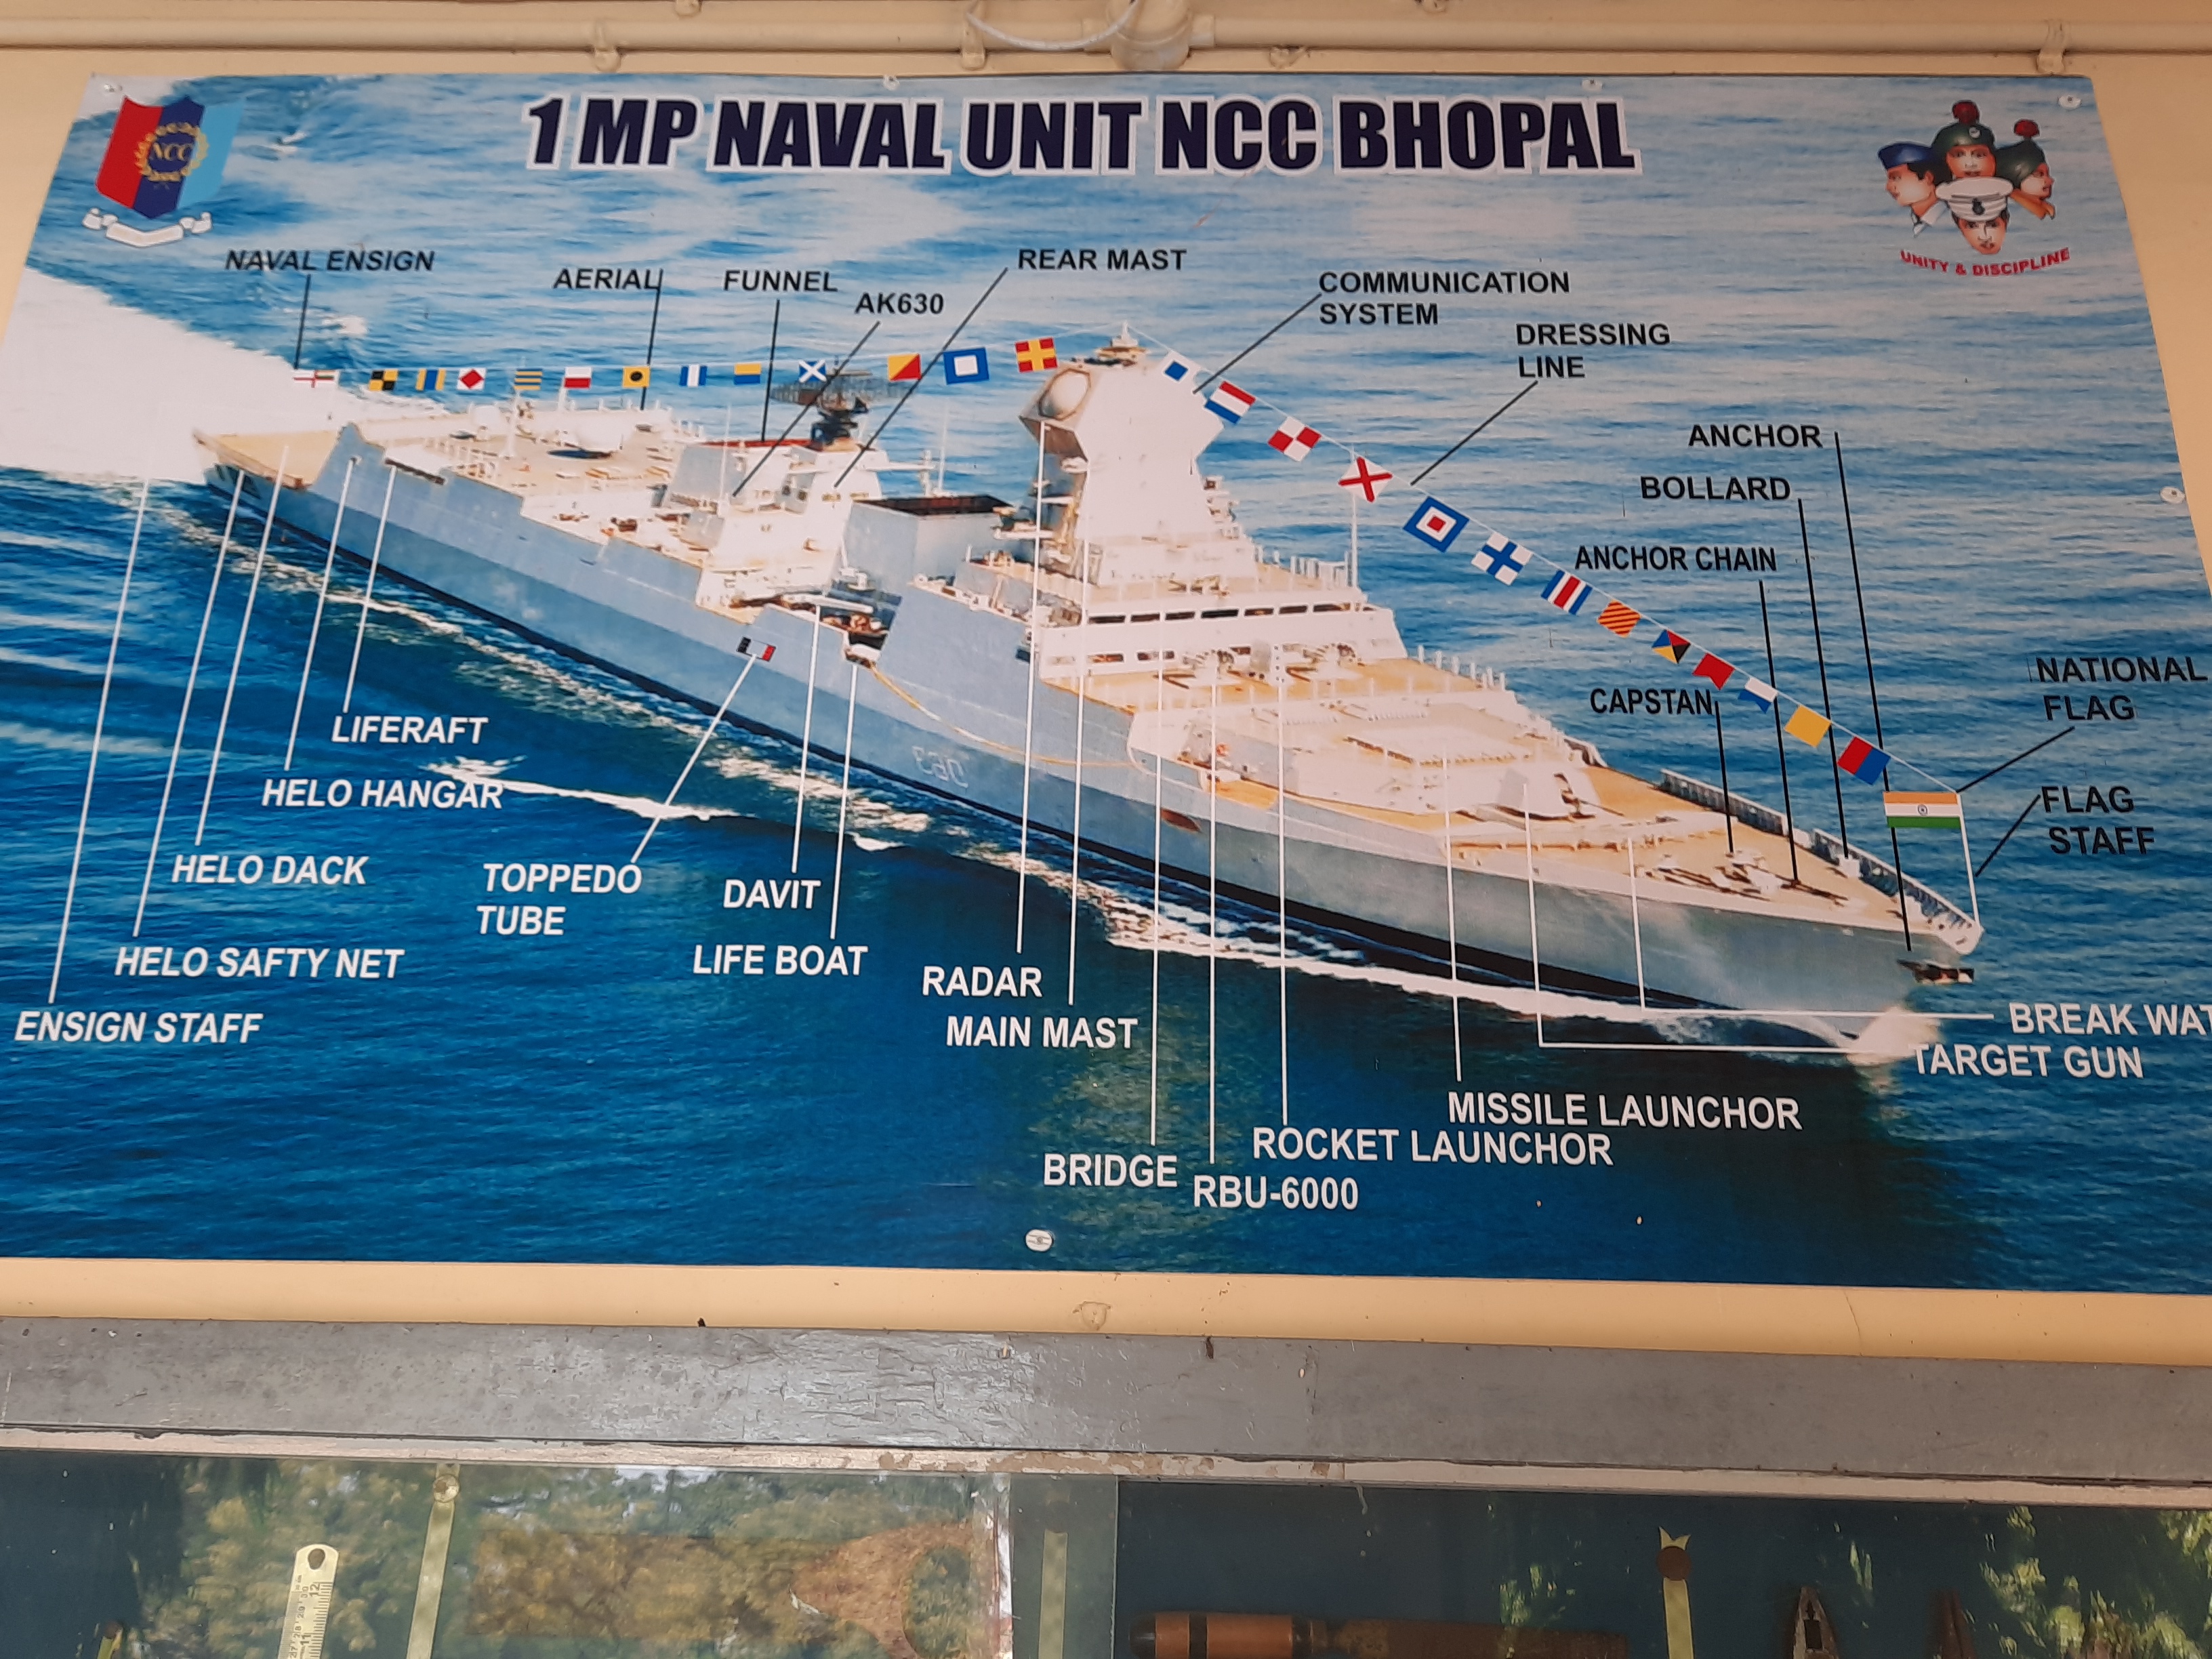 1 MP NAVAL UNIT NCC BHOPAL
NCC
UNITY & DISCIPLINE
NAVAL ENSIGN
AERIAL
FUNNEL
AK630
REAR MAST
COMMUNICATION
SYSTEM
DRESSING
LINE
ANCHOR
BOLLARD
ANCHOR CHAIN
CAPSTAN
NATIONAL
FLAG
FLAG
STAFF
LIFERAFT
HELO HANGAR
HELO DACK
HELO SAFTY NET
ENSIGN STAFF
TOPPEDO
TUBE
DAVIT
LIFE BOAT
RADAR
MAIN MAST
BRIDGE
RBU-6000
ROCKET LAUNCHOR
MISSILE LAUNCHOR
TARGET GUN
BREAK WAT
12
11